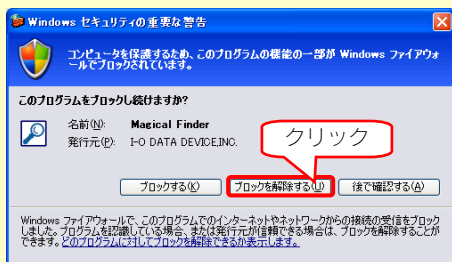 Windows セキュリティの重要な警告
コンピュータを保護するため、このプログラムの機能の一部が Windows ファイアウォ
ールでブロックされています。
このプログラムをブロックし続けますか?
名前(N): Magical Finder
発行元(P): I-O DATA DEVICE,INC.
クリック
ブロックする(K) ブロックを解除する(U) 後で確認する(A)
Windows ファイアウォールで、このプログラムでのインターネットやネットワークからの接続の受信をブロック
しました。プログラムを認識している場合、または発行元が信頼できる場合は、ブロックを解除することが
できます。どのプログラムに対してブロックを解除できるか表示します。